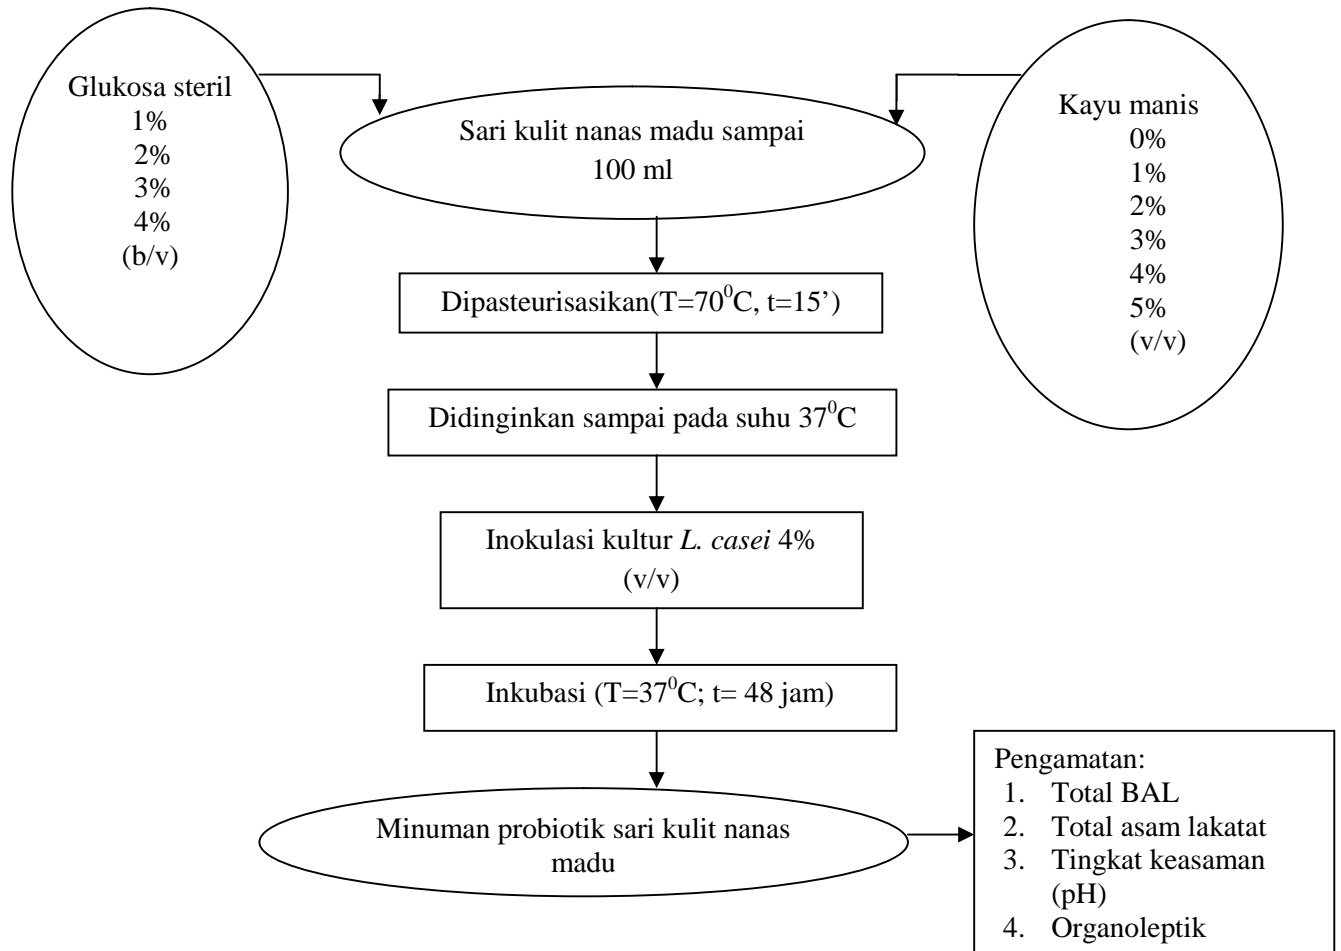 Glukosa steril
1%
2%
3%
4%
(b/v)
Sari kulit nanas madu sampai
100 ml
Kayu manis
0%
1%
2%
3%
4%
5%
(v/v)
Dipasteurisasikan(T=70⁰C, t=15’)
Didinginkan sampai pada suhu 37⁰C
Inokulasi kultur L. casei 4%
(v/v)
Inkubasi (T=37⁰C; t= 48 jam)
Minuman probiotik sari kulit nanas
madu
Pengamatan:
1. Total BAL
2. Total asam lakatat
3. Tingkat keasaman
(pH)
4. Organoleptik